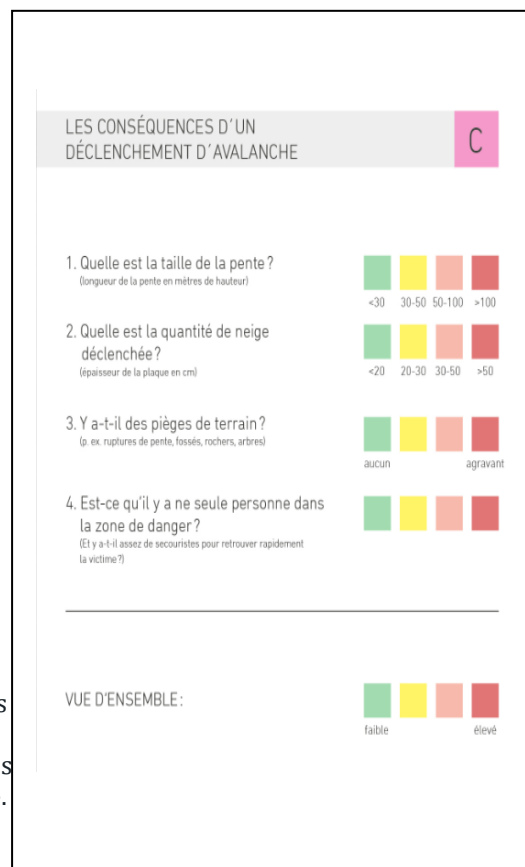 LES CONSÉQUENCES D'UN
DÉCLENCHEMENT D'AVALANCHE
C
1. Quelle est la taille de la pente ?
(longueur de la pente en mètres de hauteur)
<30 30-50 50-100 >100
2. Quelle est la quantité de neige
déclenchée ?
(épaisseur de la plaque en cm)
<20 20-30 30-50 >50
3. Y a-t-il des pièges de terrain ?
(p. ex. ruptures de pente, fossés, rochers, arbres)
aucun agravant
4. Est-ce qu'il y a ne seule personne dans
la zone de danger ?
(Et y a-t-il assez de secouristes pour retrouver rapidement
la victime ?)
s
VUE D'ENSEMBLE :
faible élevé
s
.